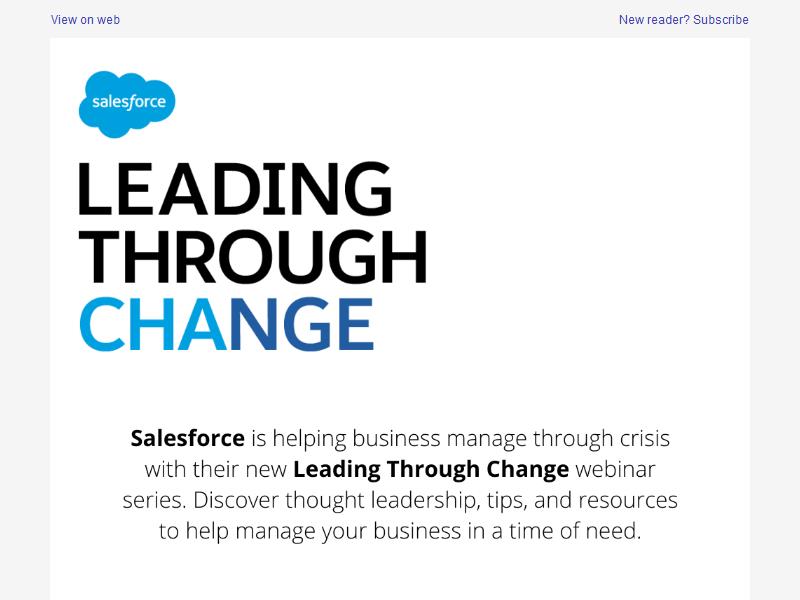 View on web
New reader? Subscribe
salesforce
LEADING
THROUGH
CHANGE
Salesforce is helping business manage through crisis
with their new Leading Through Change webinar
series. Discover thought leadership, tips, and resources
to help manage your business in a time of need.